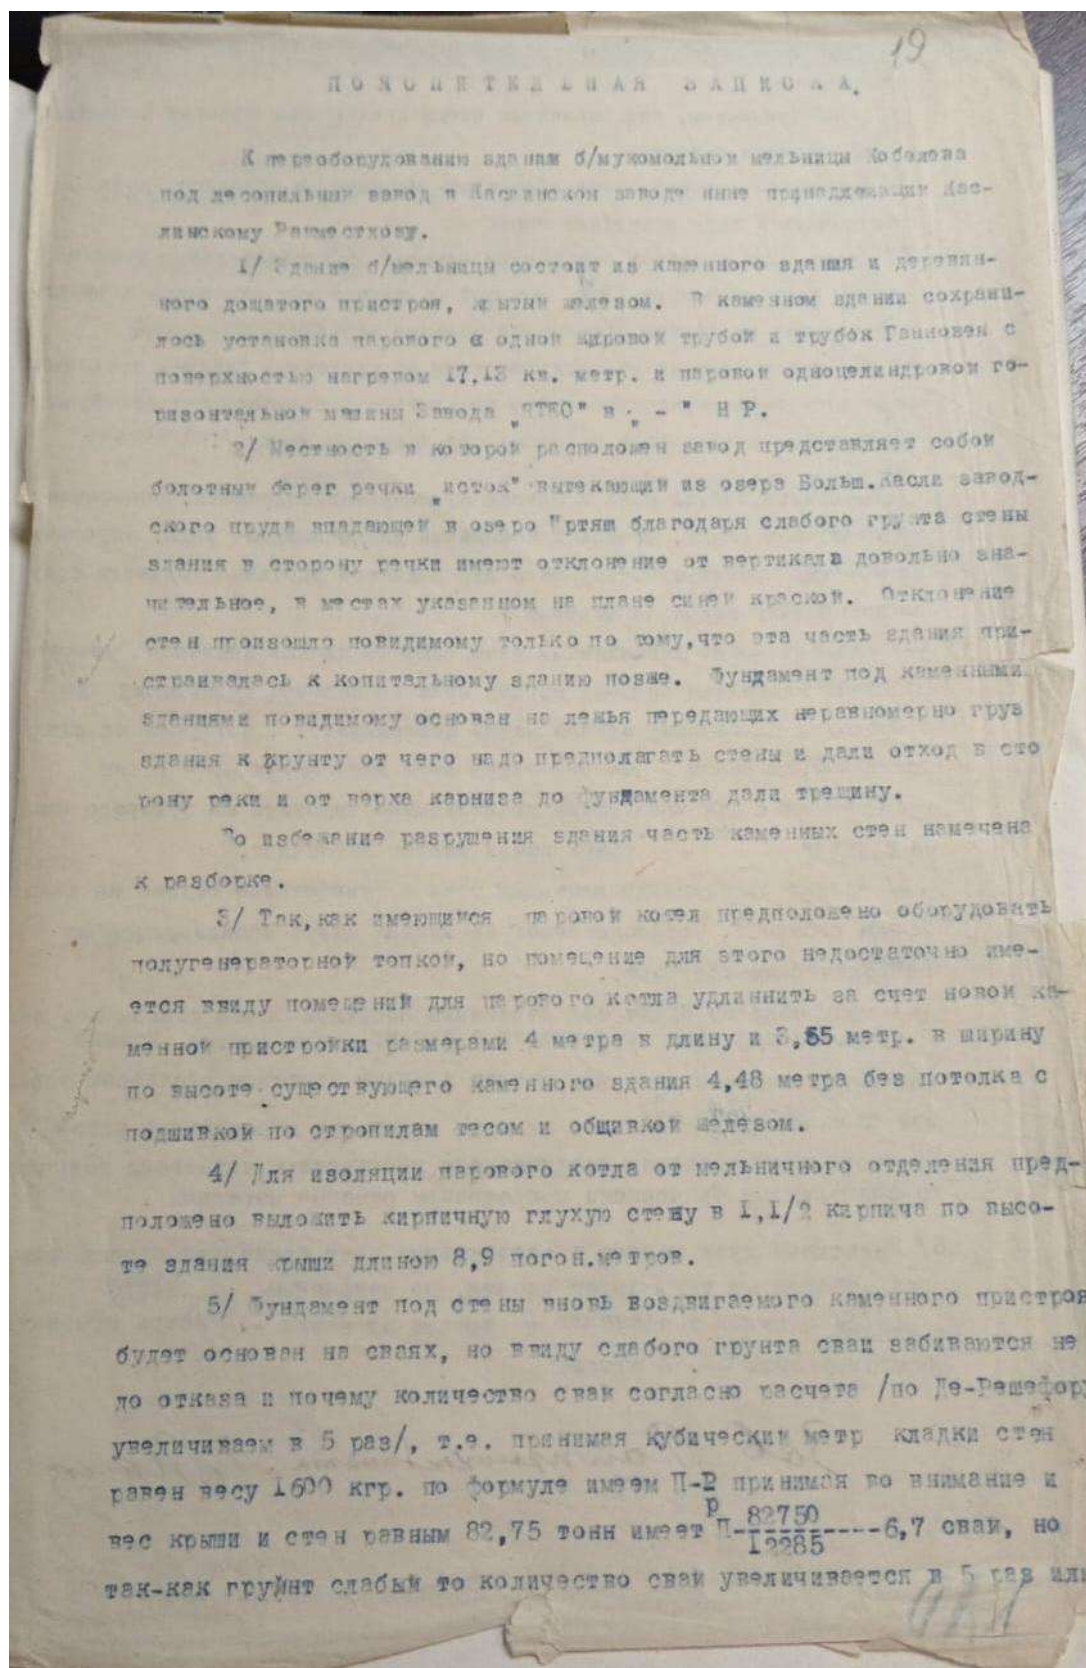 19
ПОЯСНИТЕЛЬНАЯ ЗАПИСКА.
К переоборудованию здания б/мукомольной мельницы Кобелева
под лесопильный завод в Каслинском заводе ныне принадлежащий Кас-
линскому Райместхозу.
1/ Здание б/мельницы состоит из каменного здания и деревян-
ного дощатого пристроя, крытый железом. В каменном здании сохрани-
лось установка парового с одной жировой трубой и трубок Ганновея с
поверхностью нагревом 17,13 кв. метр. и паровой одноцелиндровой го-
ризонтальной машины Завода в „ - " НР.
2/ Местность в которой расположен завод представляет собой
болотный берег речки „исток" вытекающий из озера Больш.Касли завод-
ского пруда впадающей в озеро Иртяш благодаря слабого грунта стены
здания в сторону речки имеют отклонение от вертикала довольно зна-
чительное, в местах указанном на плане синей краской. Отклонение
стен произошло повидимому только по тому,что эта часть здания при-
страивалась к копитальному зданию позже. Фундамент под каменными
зданиями повидимому основан на лежья передающих неравномерно груз
здания к грунту от чего надо предполагать стены и дали отход в сто
рону реки и от верха карниза до фундамента дали трещину.
Во избежание разрушения здания часть каменных стен намечена
к разборке.
3/ Так,как имеющийся паровой котел предположено оборудовать
полугенераторной топкой, но помещение для этого недостаточно име-
ется ввиду помещений для парового котла удлиннить за счет новой ка-
менной пристройки размерами 4 метра в длину и 3,65 метр. в ширину
по высоте существующего каменного здания 4,48 метра без потолка с
подшивкой по стропилам тесом и общивкой железом.
4/ Для изоляции парового котла от мельничного отделения пред-
положено выложить кирпичную глухую стену в 1,1/2 кирпича по высо-
те здания крыши длиною 8,9 погон.метров.
5/ Фундамент под стены вновь воздвигаемого каменного пристроя
будет основан на сваях, но ввиду слабого грунта сваи забиваются не
до отказа и почему количество свай согласно расчета /по Де-Решефору
увеличиваем в 5 раз/, т.е. принимая кубический метр кладки стен
равен весу 1600 кгр. по формуле имеем П-Р принимая во внимание и
р
вес крыши и стен равным 82,75 тонн имеет П-82750/12285----6,7 сваи, но
так-как груинт слабый то количество свай увеличивается в 5 раз или